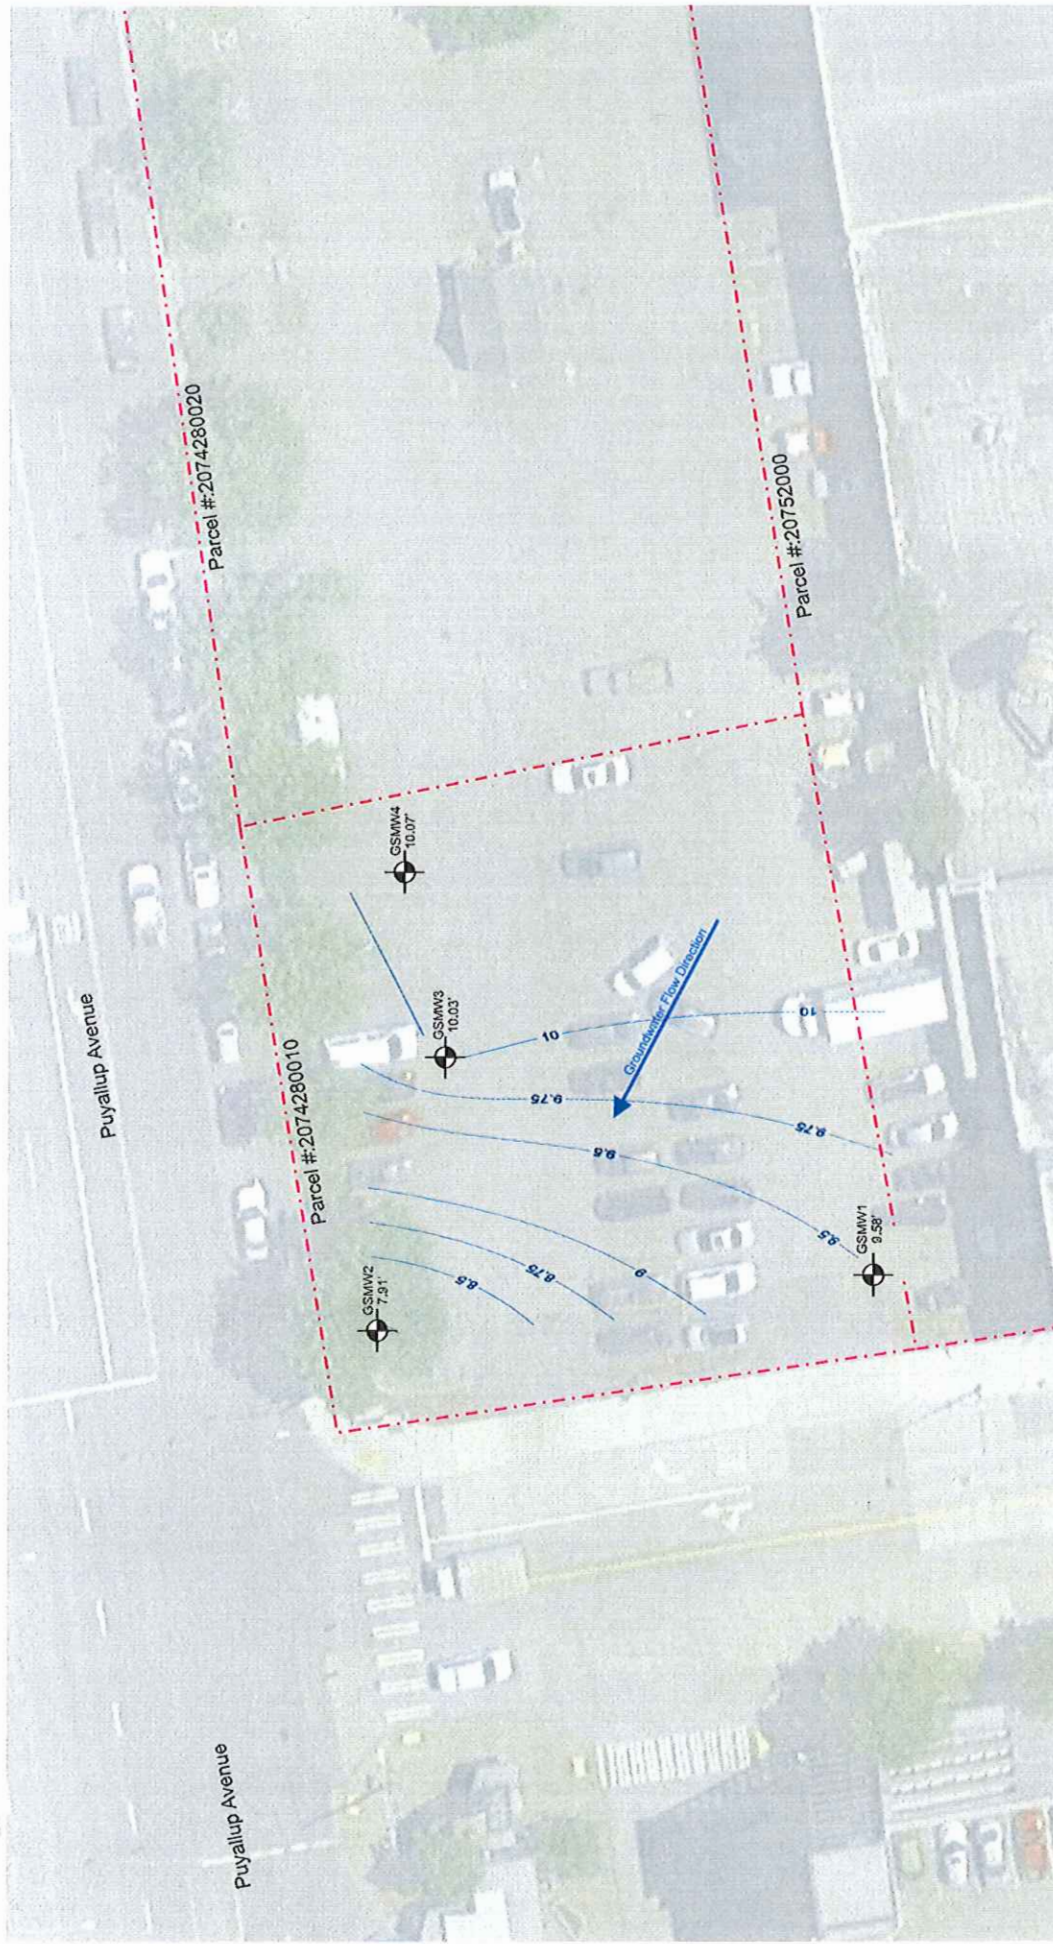 Puyallup Avenue
Puyallup Avenue
Parcel #:2074280010
Parcel #:2074280020
GSMW2
7.91'
GSMW3
10.03'
GSMW4
10.07'
8.5
8.75
9
9.5
9.5
9.75
9.75
10
10
Groundwater Flow Direction
GSMW1
9.58'
Parcel #:20752000